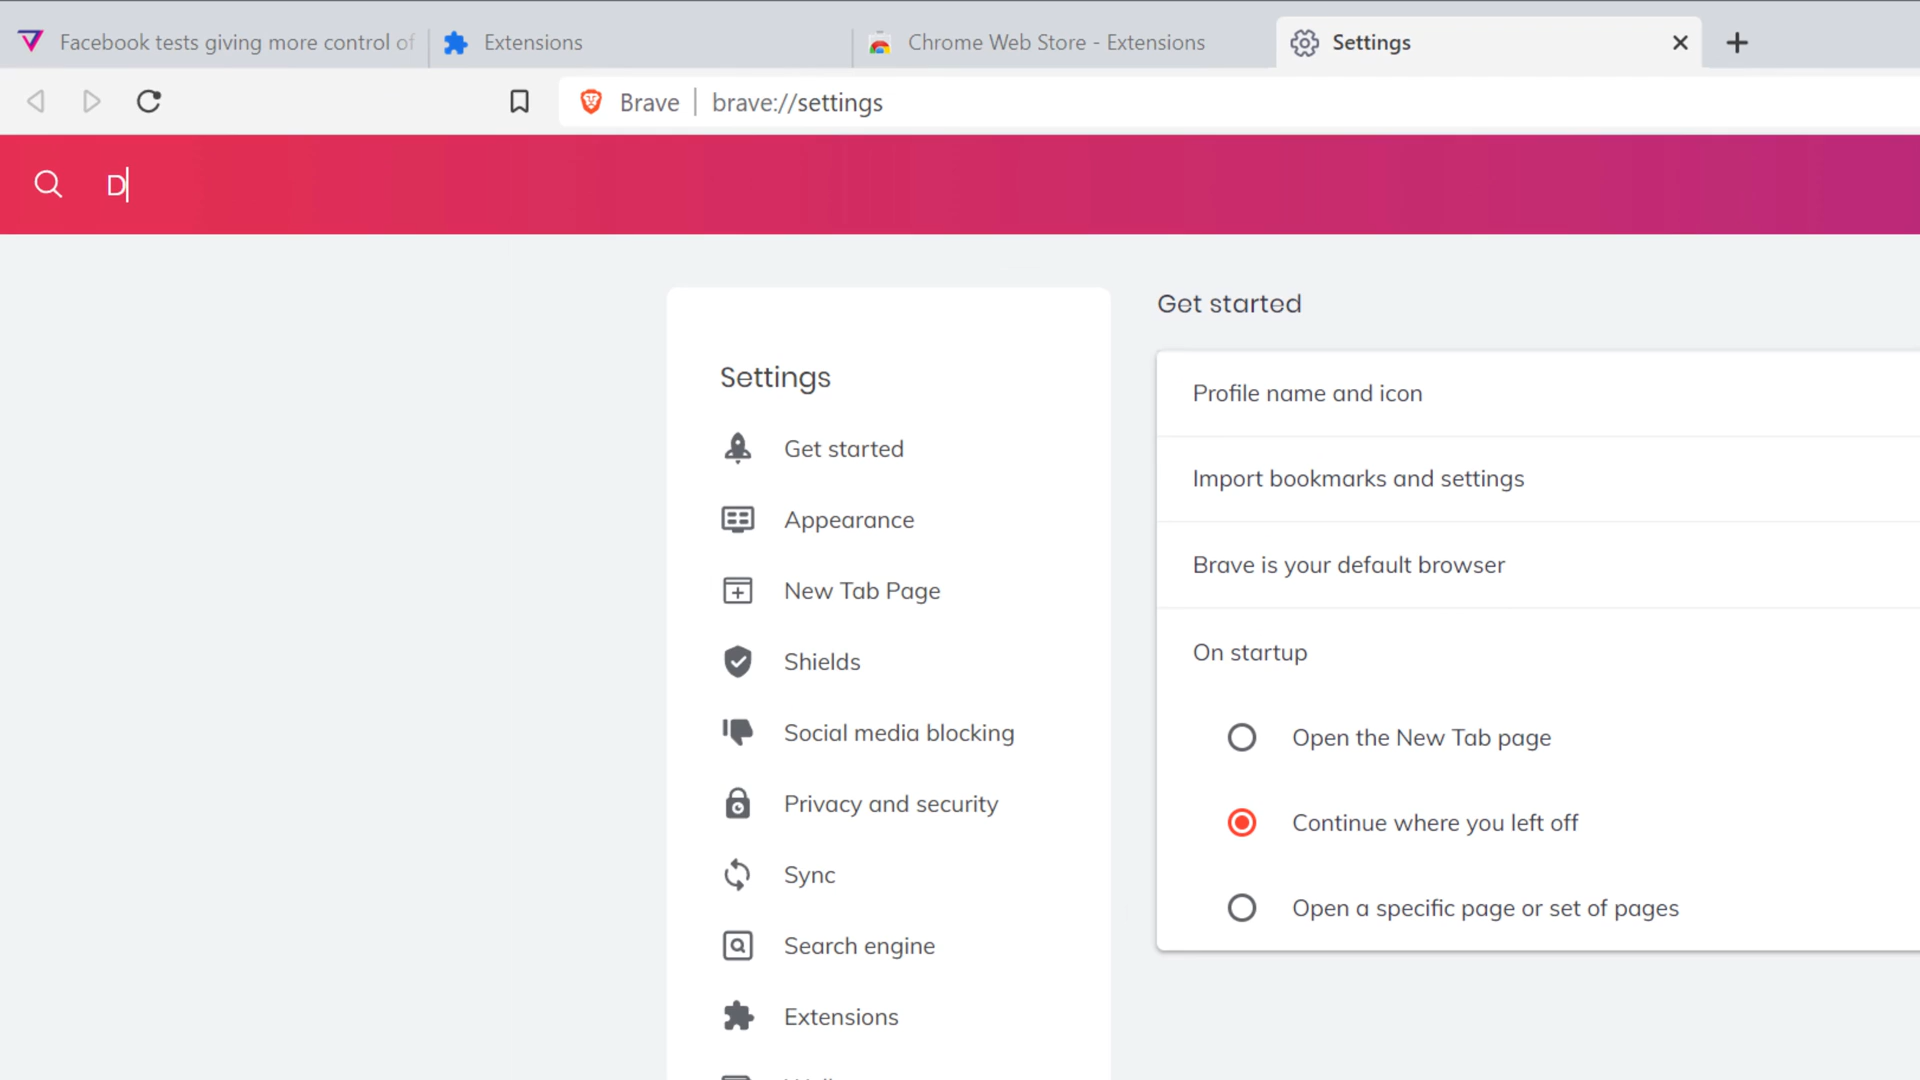 Facebook tests giving more control of
Extensions
Chrome Web Store - Extensions
Settings
Brave
brave://settings
D
Settings
Get started
Appearance
New Tab Page
Shields
Social media blocking
Privacy and security
Sync
Search engine
Extensions
Get started
Profile name and icon
Import bookmarks and settings
Brave is your default browser
On startup
Open the New Tab page
Continue where you left off
Open a specific page or set of pages